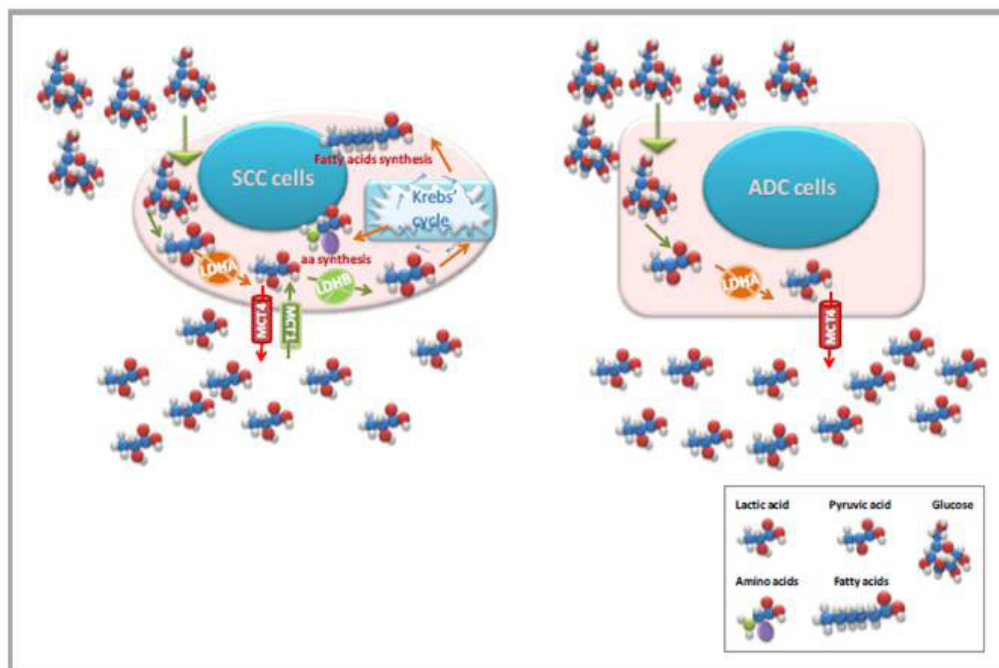 SCC cells
Fatty acids synthesis
Krebs'
cycle
aa synthesis
LDHA
LDHB
MCT4
MCT1
ADC cells
LDHA
MCT4
Lactic acid
Pyruvic acid
Glucose
Amino acids
Fatty acids